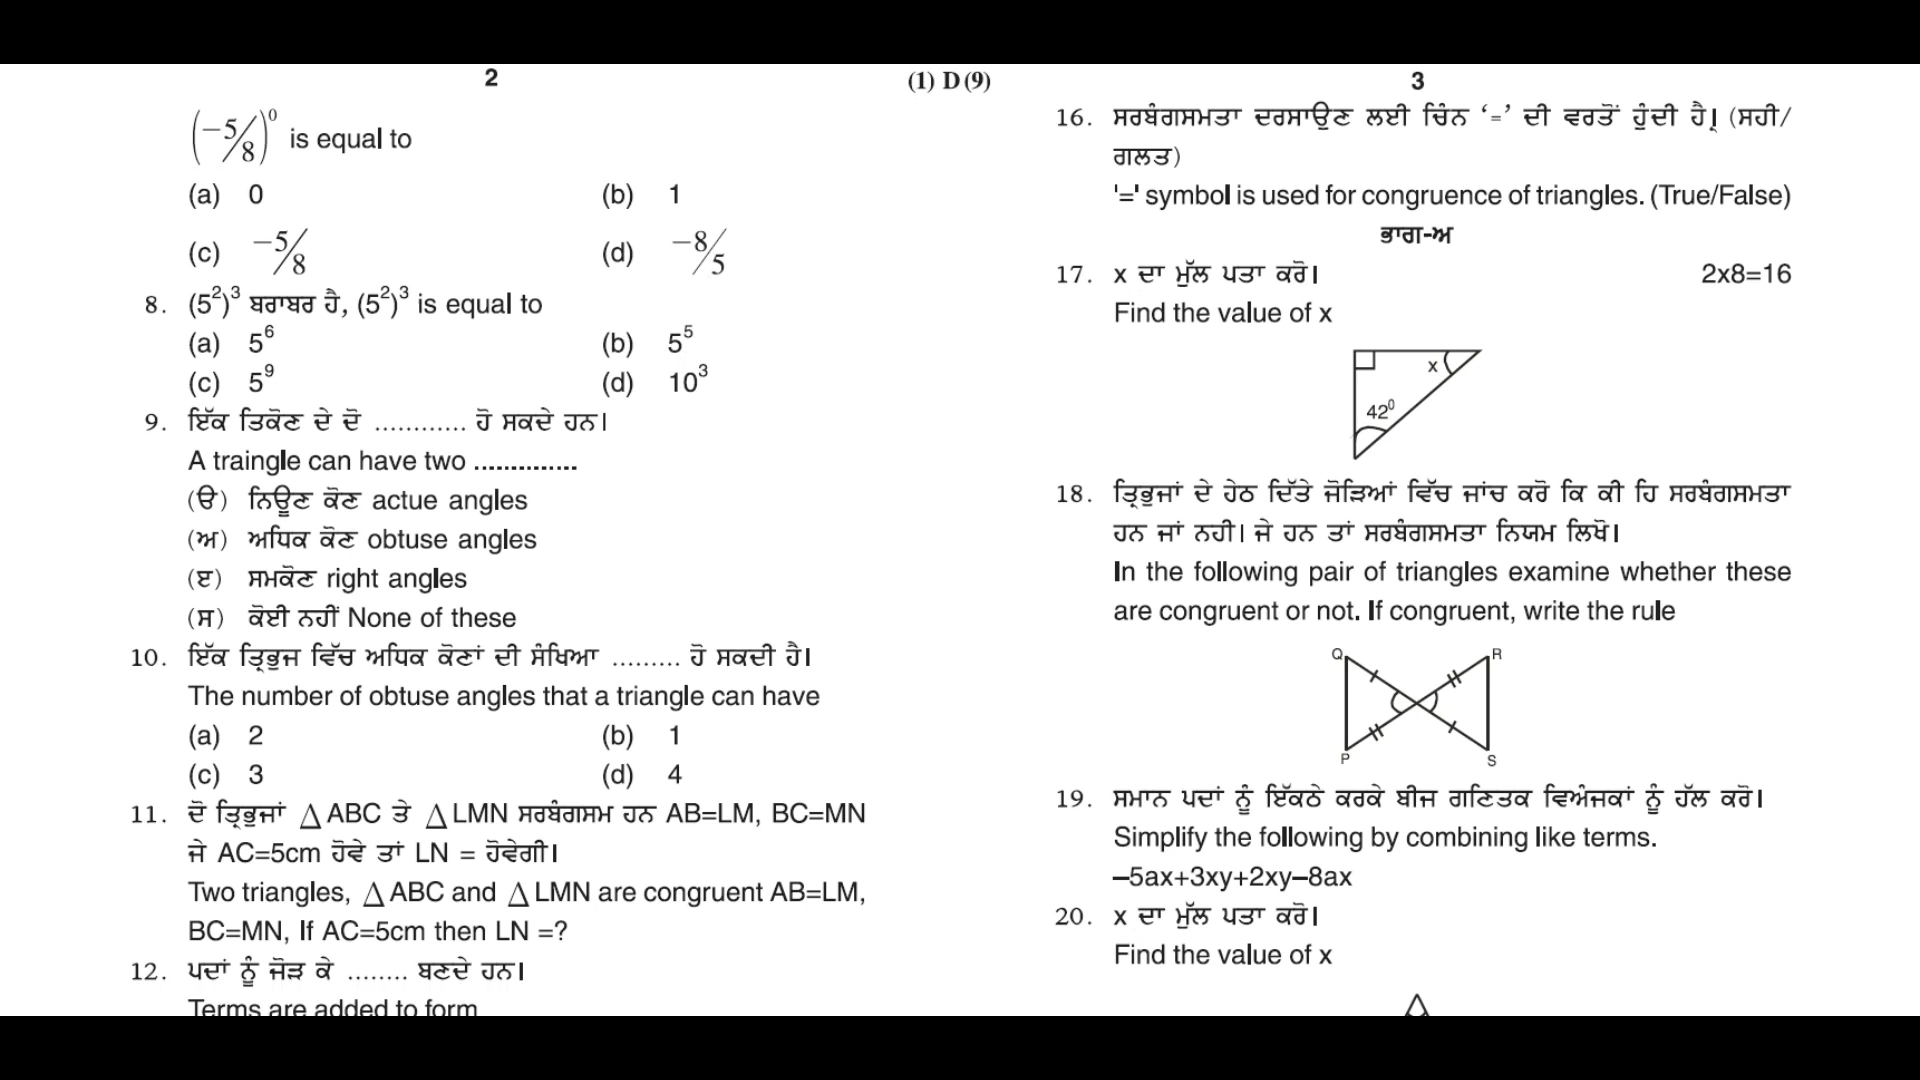 2
(−5/8)⁰ is equal to
(a) 0 (b) 1
(c) −5/8 (d) −8/5
8. (5²)³ ਬਰਾਬਰ ਹੈ, (5²)³ is equal to
(a) 5⁶ (b) 5⁵
(c) 5⁹ (d) 10³
9. ਇੱਕ ਤਿਕੋਣ ਦੇ ਦੋ ............ ਹੋ ਸਕਦੇ ਹਨ।
A traingle can have two ..............
(ੳ) ਨਿਊਣ ਕੋਣ actue angles
(ਅ) ਅਧਿਕ ਕੋਣ obtuse angles
(ੲ) ਸਮਕੋਣ right angles
(ਸ) ਕੋਈ ਨਹੀਂ None of these
10. ਇੱਕ ਤ੍ਰਿਭੁਜ ਵਿੱਚ ਅਧਿਕ ਕੋਣਾਂ ਦੀ ਸੰਖਿਆ ......... ਹੋ ਸਕਦੀ ਹੈ।
The number of obtuse angles that a triangle can have
(a) 2 (b) 1
(c) 3 (d) 4
11. ਦੋ ਤ੍ਰਿਭੁਜਾਂ △ ABC ਤੇ △ LMN ਸਰਬੰਗਸਮ ਹਨ AB=LM, BC=MN
ਜੇ AC=5cm ਹੋਵੇ ਤਾਂ LN = ਹੋਵੇਗੀ।
Two triangles, △ ABC and △ LMN are congruent AB=LM,
BC=MN, If AC=5cm then LN =?
12. ਪਦਾਂ ਨੂੰ ਜੋੜ ਕੇ ........ ਬਣਦੇ ਹਨ।
Terms are added to form
(1) D (9)
3
16. ਸਰਬੰਗਸਮਤਾ ਦਰਸਾਉਣ ਲਈ ਚਿੰਨ ‘=’ ਦੀ ਵਰਤੋਂ ਹੁੰਦੀ ਹੈ। (ਸਹੀ/
ਗਲਤ)
'=' symbol is used for congruence of triangles. (True/False)
ਭਾਗ-ਅ
17. x ਦਾ ਮੁੱਲ ਪਤਾ ਕਰੋ। 2x8=16
Find the value of x
x
42⁰
18. ਤ੍ਰਿਭੁਜਾਂ ਦੇ ਹੇਠ ਦਿੱਤੇ ਜੋੜਿਆਂ ਵਿੱਚ ਜਾਂਚ ਕਰੋ ਕਿ ਕੀ ਹਿ ਸਰਬੰਗਸਮਤਾ
ਹਨ ਜਾਂ ਨਹੀ। ਜੇ ਹਨ ਤਾਂ ਸਰਬੰਗਸਮਤਾ ਨਿਯਮ ਲਿਖੋ।
In the following pair of triangles examine whether these
are congruent or not. If congruent, write the rule
Q R
P S
19. ਸਮਾਨ ਪਦਾਂ ਨੂੰ ਇੱਕਠੇ ਕਰਕੇ ਬੀਜ ਗਣਿਤਕ ਵਿਅੰਜਕਾਂ ਨੂੰ ਹੱਲ ਕਰੋ।
Simplify the following by combining like terms.
–5ax+3xy+2xy–8ax
20. x ਦਾ ਮੁੱਲ ਪਤਾ ਕਰੋ।
Find the value of x